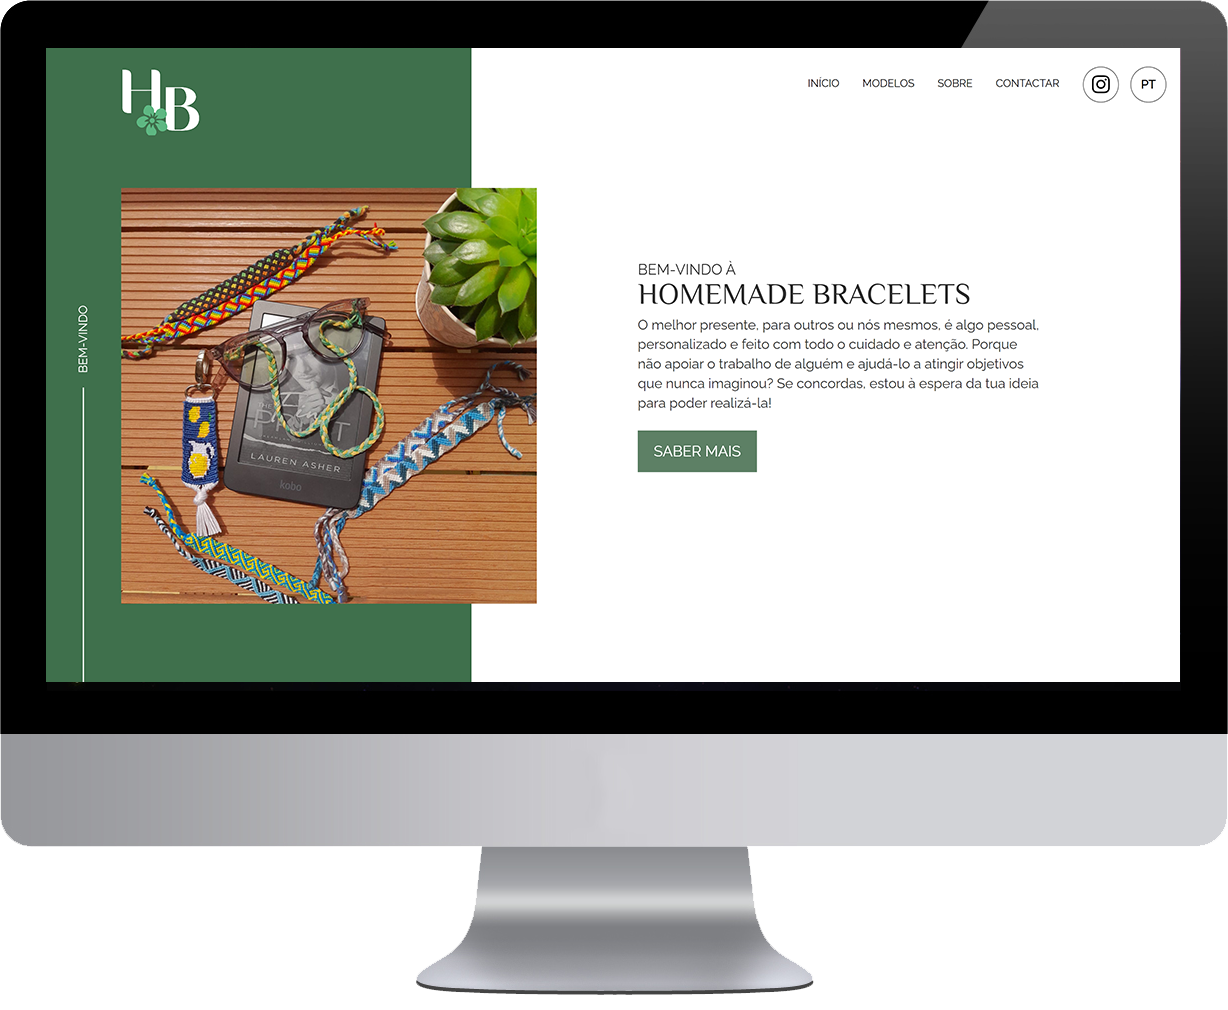 HB
INÍCIO MODELOS SOBRE CONTACTAR PT
BEM-VINDO
BEM-VINDO À
HOMEMADE BRACELETS
O melhor presente, para outros ou nós mesmos, é algo pessoal,
personalizado e feito com todo o cuidado e atenção. Porque
não apoiar o trabalho de alguém e ajudá-lo a atingir objetivos
que nunca imaginou? Se concordas, estou à espera da tua ideia
para poder realizá-la!
SABER MAIS
LAUREN ASHER
kobo